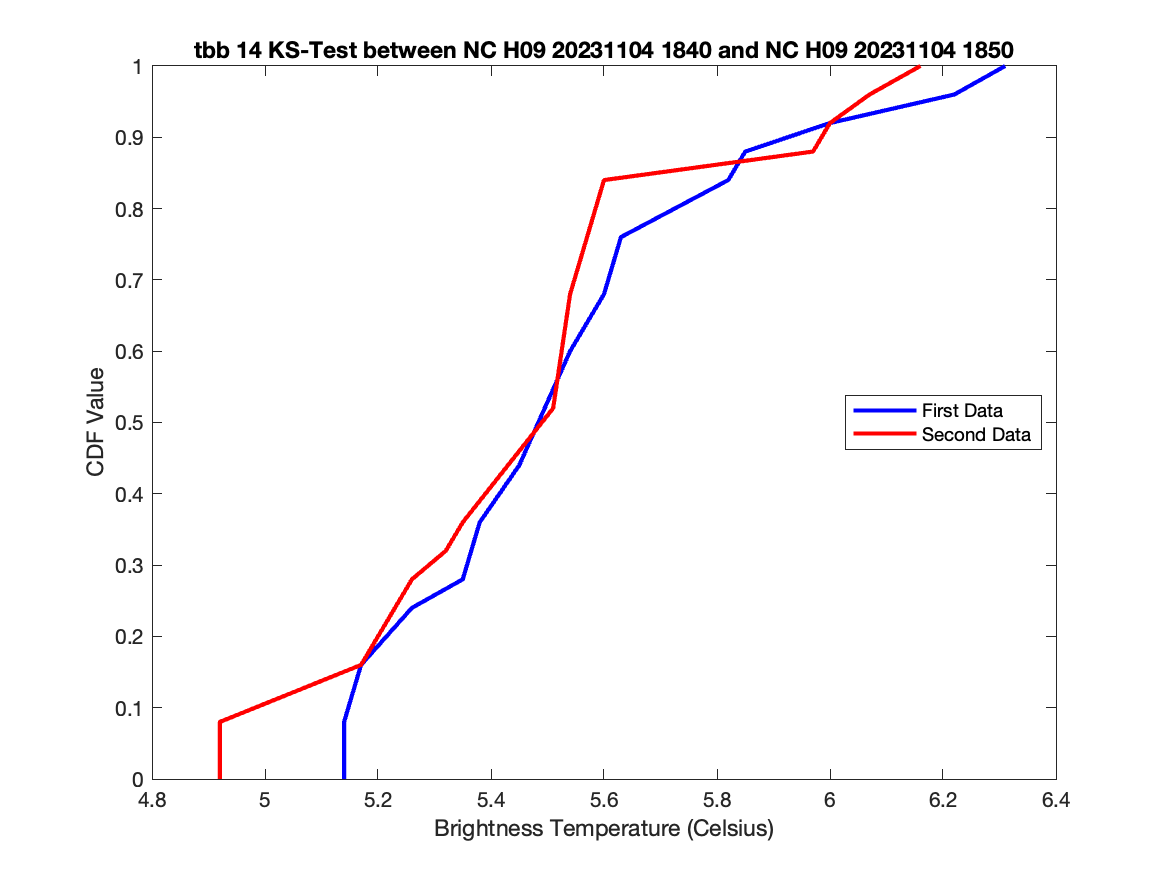 tbb 14 KS-Test between NC H09 20231104 1840 and NC H09 20231104 1850
1
0.9
0.8
0.7
0.6
0.5
0.4
0.3
0.2
0.1
0
CDF Value
First Data
Second Data
4.8 5 5.2 5.4 5.6 5.8 6 6.2 6.4
Brightness Temperature (Celsius)